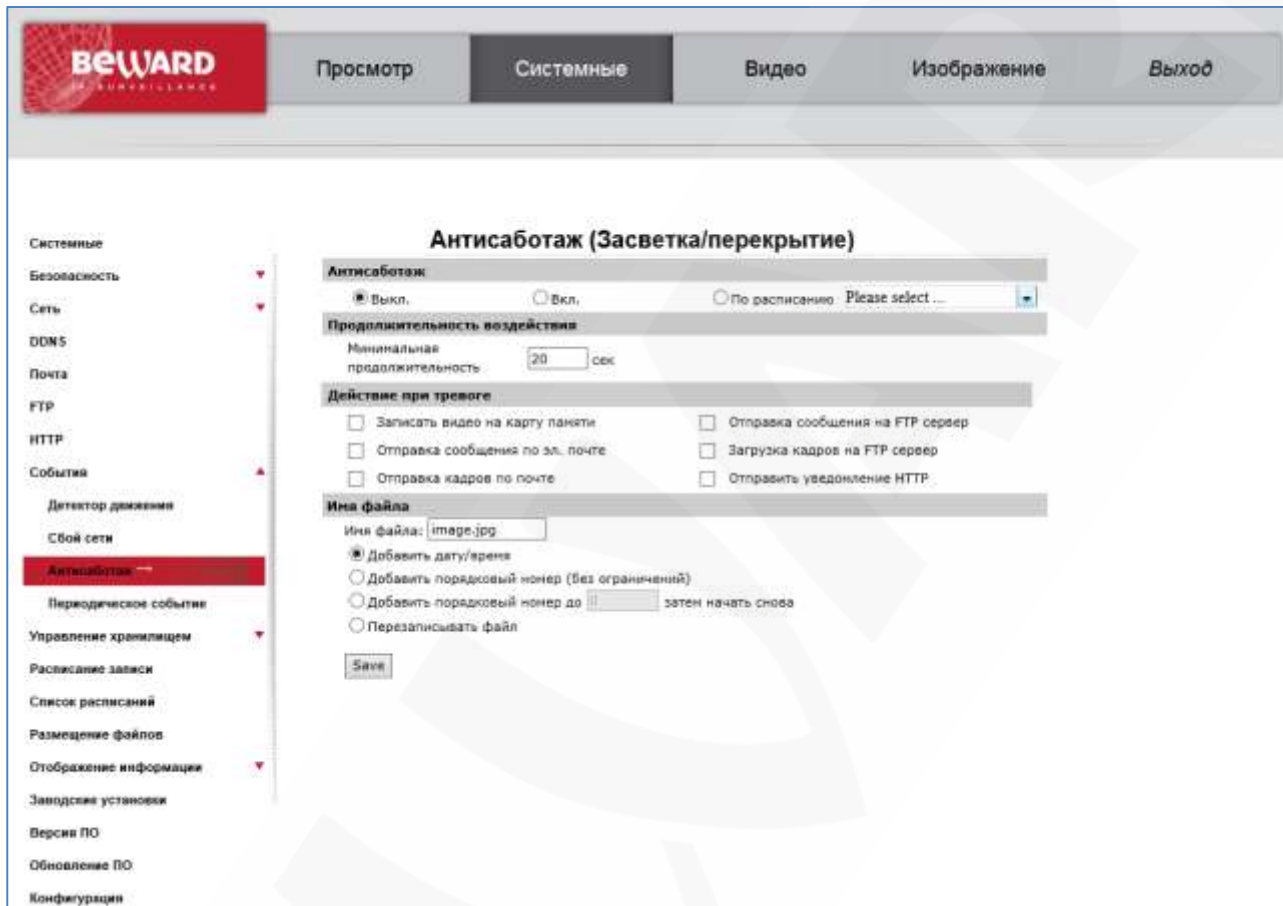 BEWARD
IP SURVEILLANCE
Просмотр
Системные
Видео
Изображение
Выход
Системные
Безопасность
Сеть
DDNS
Почта
FTP
HTTP
События
Детектор движения
Сбой сети
Антисаботаж
Периодическое событие
Управление хранилищем
Расписание записи
Список расписаний
Размещение файлов
Отображение информации
Заводские установки
Версия ПО
Обновление ПО
Конфигурация
Антисаботаж (Засветка/перекрытие)
Антисаботаж
Выкл. Вкл. По расписанию Please select ...
Продолжительность воздействия
Минимальная
продолжительность 20 сек
Действие при тревоге
Записать видео на карту памяти Отправка сообщения на FTP сервер
Отправка сообщения по эл. почте Загрузка кадров на FTP сервер
Отправка кадров по почте Отправить уведомление HTTP
Имя файла
Имя файла: image.jpg
Добавить дату/время
Добавить порядковый номер (без ограничений)
Добавить порядковый номер до 0 затем начать снова
Перезаписывать файл
Save